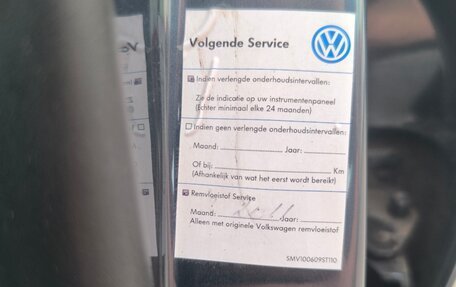 Volgende Service
Indien verlengde onderhoudsintervallen:
Zie de indicatie op uw instrumentenpaneel
(Echter minimaal elke 24 maanden)
Indien geen verlengde onderhoudsintervallen:
Maand: Jaar:
Of bij: Km
(Afhankelijk van wat het eerst wordt bereikt)
Remvloeistof Service
Maand: Jaar:
Alleen met originele Volkswagen remvloeistof
SMV100609ST110